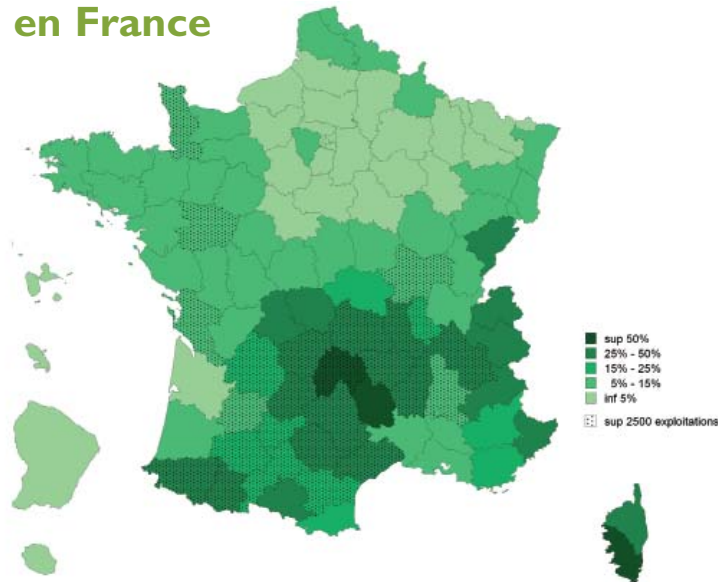 en France
sup 50%
25% - 50%
15% - 25%
5% - 15%
inf 5%
sup 2500 exploitations